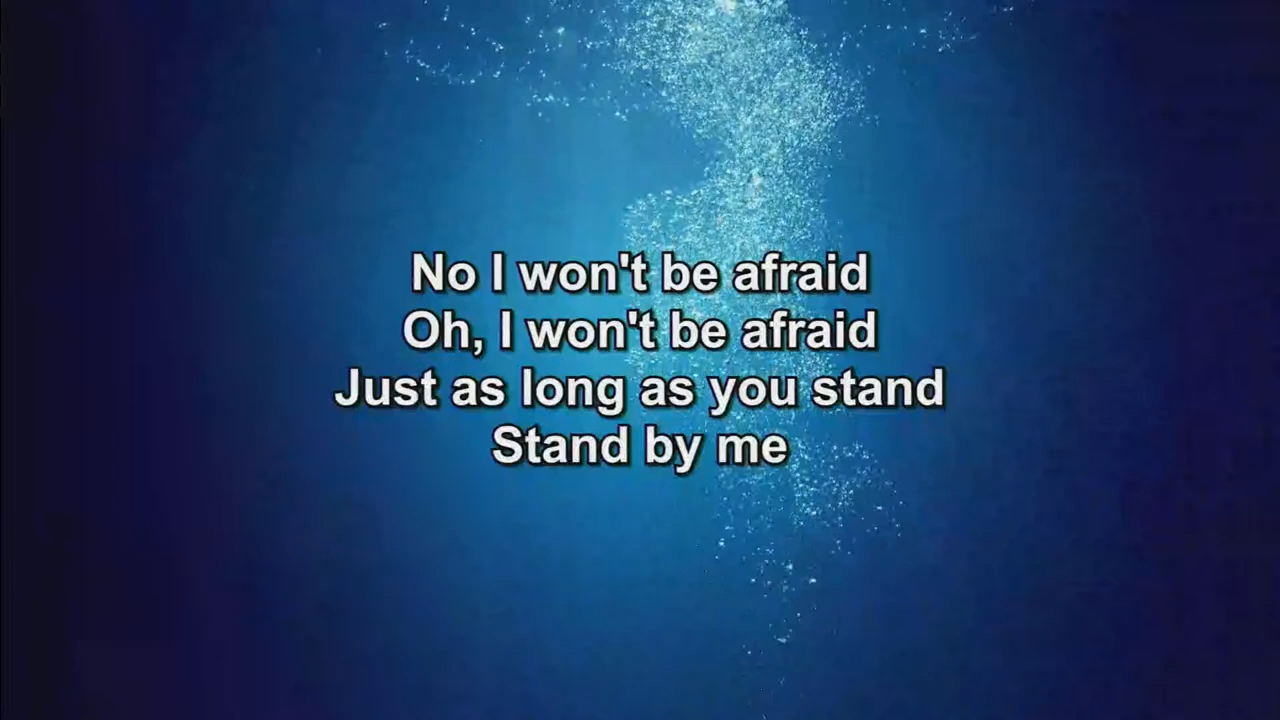 No I won't be afraid
Oh, I won't be afraid
Just as long as you stand
Stand by me